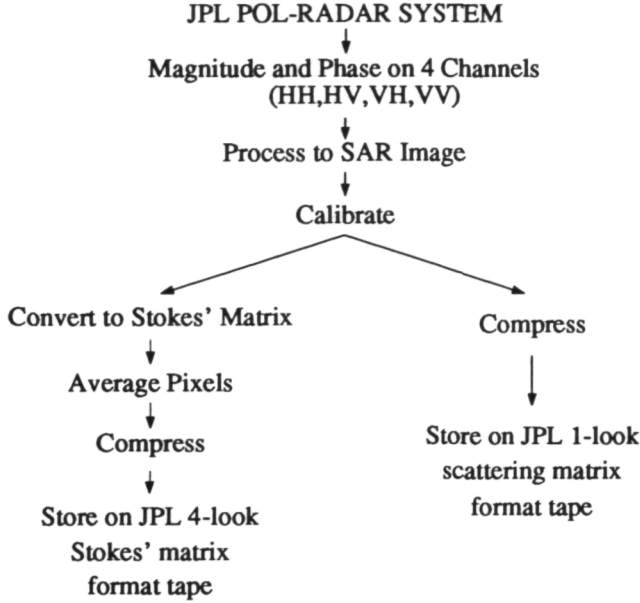 JPL POL-RADAR SYSTEM
Magnitude and Phase on 4 Channels
(HH,HV,VH,VV)
Process to SAR Image
Calibrate
Convert to Stokes' Matrix
Average Pixels
Compress
Store on JPL 4-look
Stokes' matrix
format tape
Compress
Store on JPL 1-look
scattering matrix
format tape